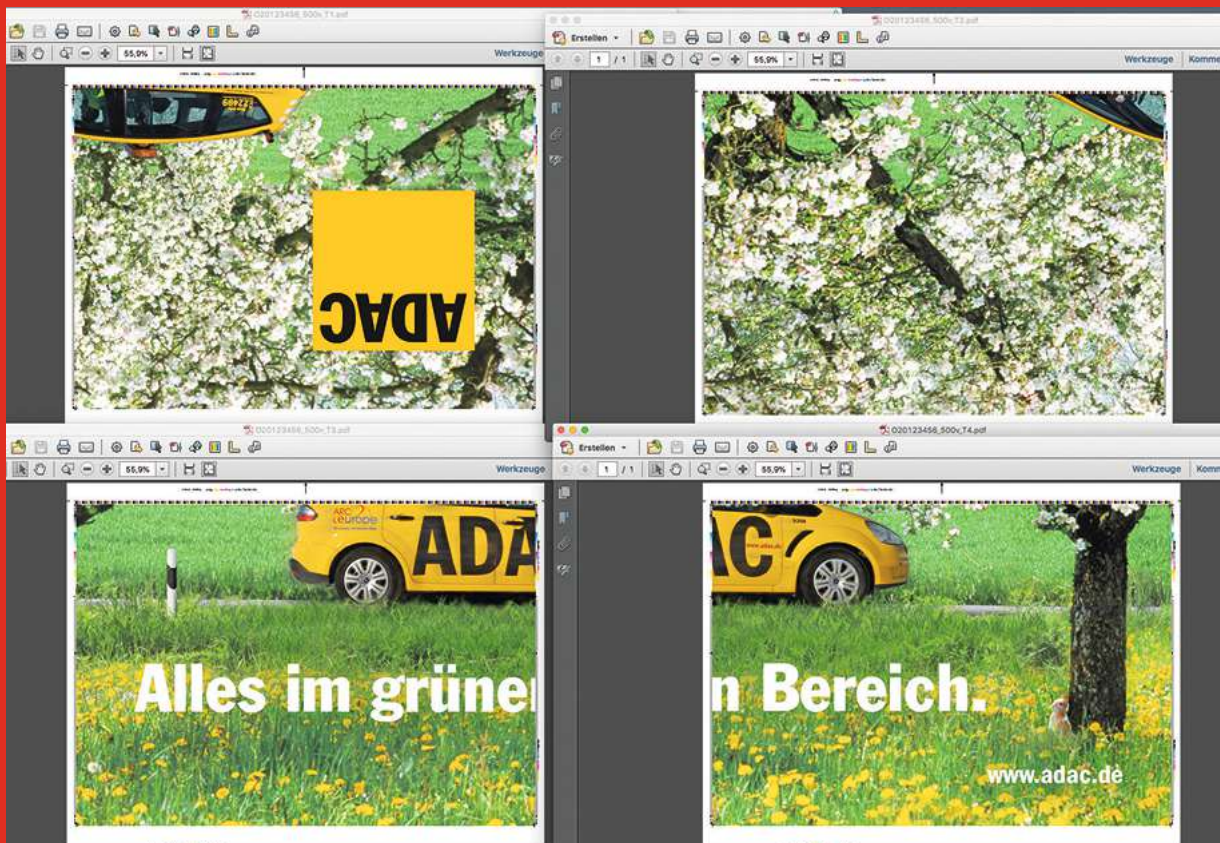 O20123456_500v_T1.pdf
55,9%
Werkzeuge
22409
ADAC
O20123456_500v_T2.pdf
Erstellen
1 / 1
55,9%
Werkzeuge
Komme
O20123456_500v_T3.pdf
55,9%
Werkzeuge
ARC
europe
ADA
Alles im grüne
O20123456_500v_T4.pdf
Erstellen
1 / 1
55,9%
Werkzeuge
Komm
AC
www.adac.de
n Bereich.
www.adac.de